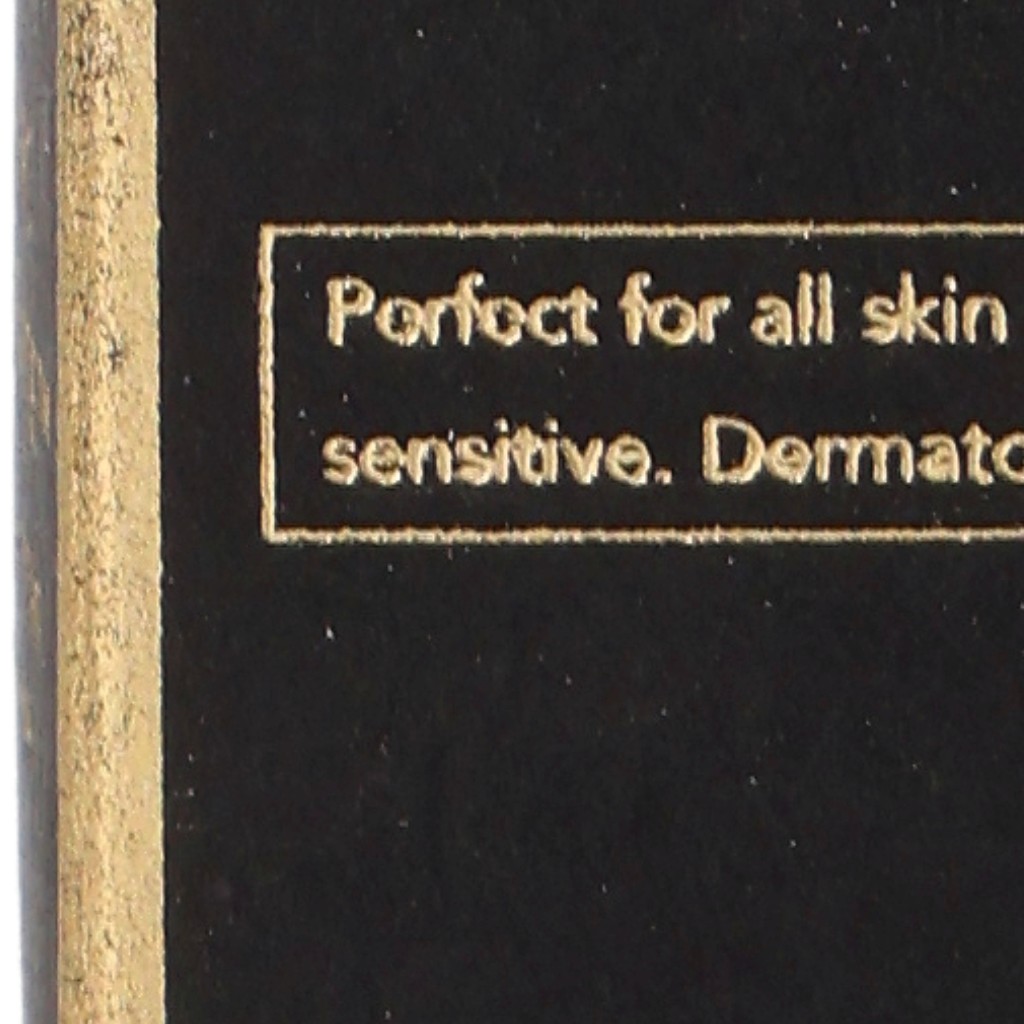 Perfect for all skin
sensitive. Dermato